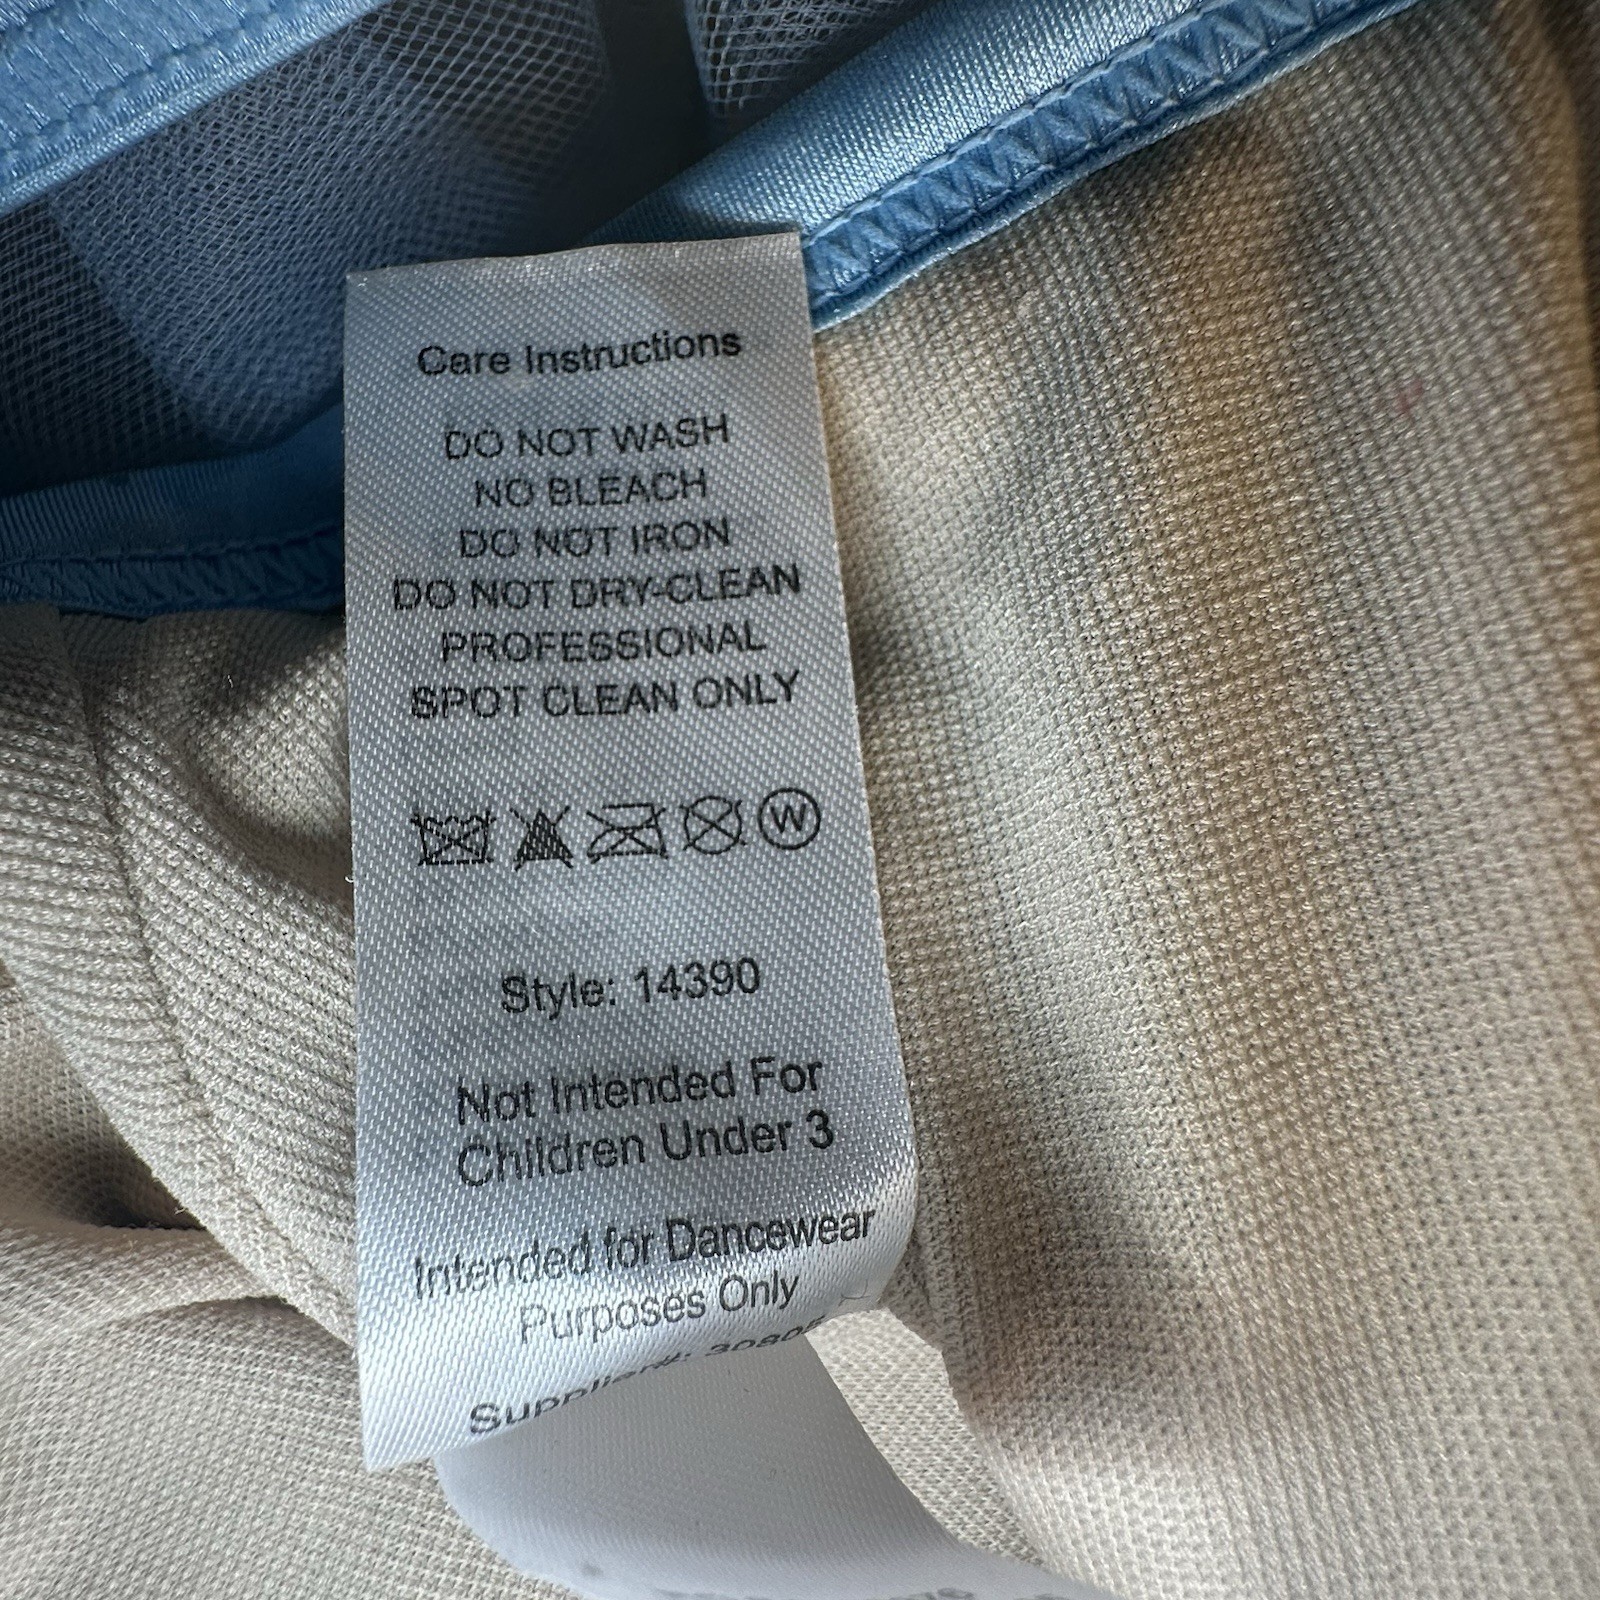 Care Instructions
DO NOT WASH
NO BLEACH
DO NOT IRON
DO NOT DRY-CLEAN
PROFESSIONAL
SPOT CLEAN ONLY
W
Style: 14390
Not Intended For
Children Under 3
Intended for Dancewear
Purposes Only
Supplier#: